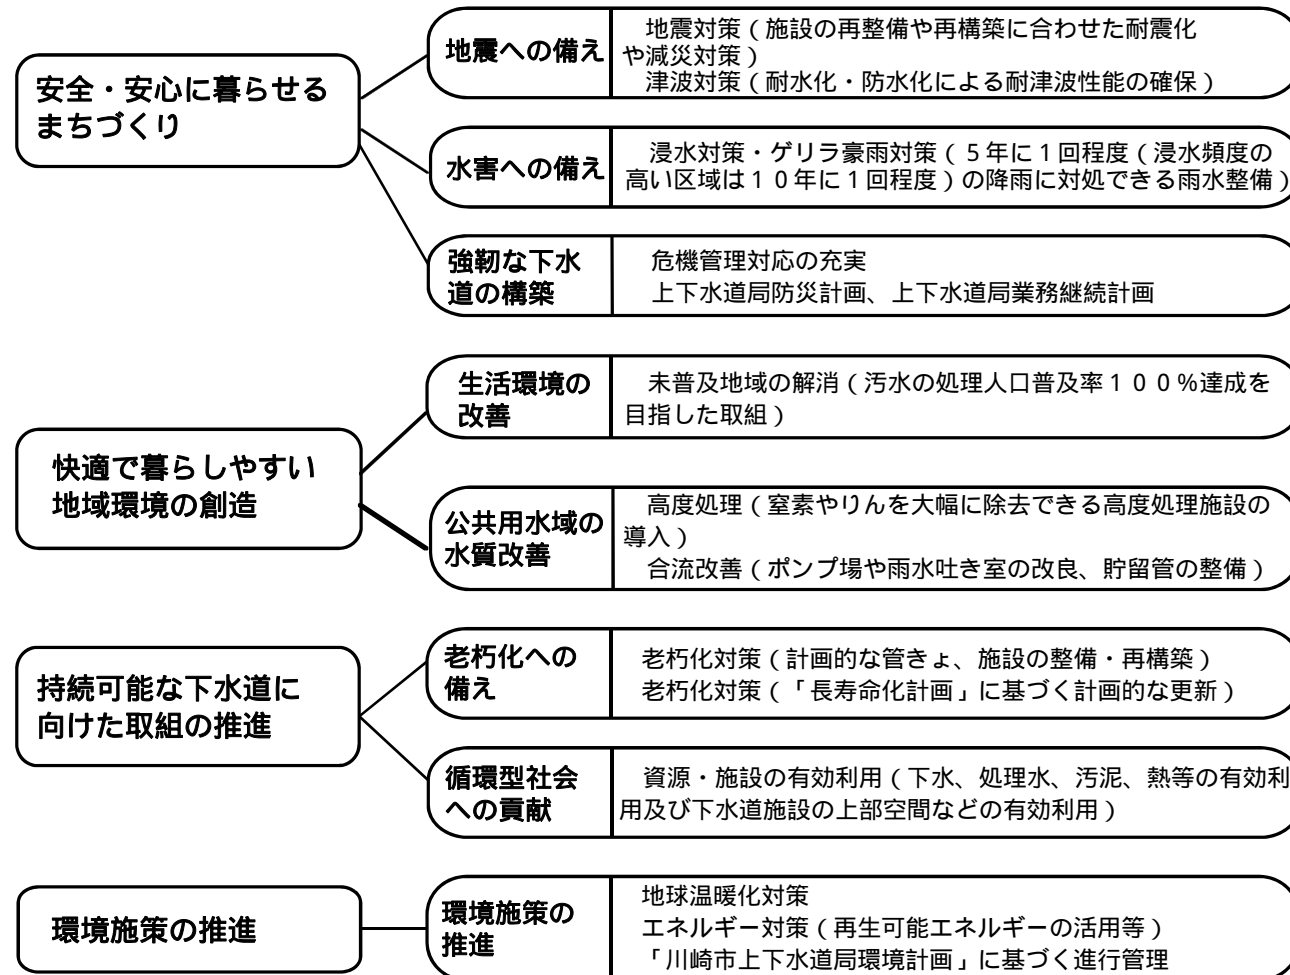 安全・安心に暮らせる
まちづくり
地震への備え
地震対策（施設の再整備や再構築に合わせた耐震化
や減災対策）
津波対策（耐水化・防水化による耐津波性能の確保）
水害への備え
浸水対策・ゲリラ豪雨対策（５年に１回程度（浸水頻度の
高い区域は１０年に１回程度）の降雨に対処できる雨水整備）
強靭な下水
道の構築
危機管理対応の充実
上下水道局防災計画、上下水道局業務継続計画
快適で暮らしやすい
地域環境の創造
生活環境の
改善
未普及地域の解消（汚水の処理人口普及率１００％達成を
目指した取組）
公共用水域の
水質改善
高度処理（窒素やりんを大幅に除去できる高度処理施設の
導入）
合流改善（ポンプ場や雨水吐き室の改良、貯留管の整備）
持続可能な下水道に
向けた取組の推進
老朽化への
備え
老朽化対策（計画的な管きょ、施設の整備・再構築）
老朽化対策（「長寿命化計画」に基づく計画的な更新）
循環型社会
への貢献
資源・施設の有効利用（下水、処理水、汚泥、熱等の有効利
用及び下水道施設の上部空間などの有効利用）
環境施策の推進
環境施策の
推進
地球温暖化対策
エネルギー対策（再生可能エネルギーの活用等）
「川崎市上下水道局環境計画」に基づく進行管理